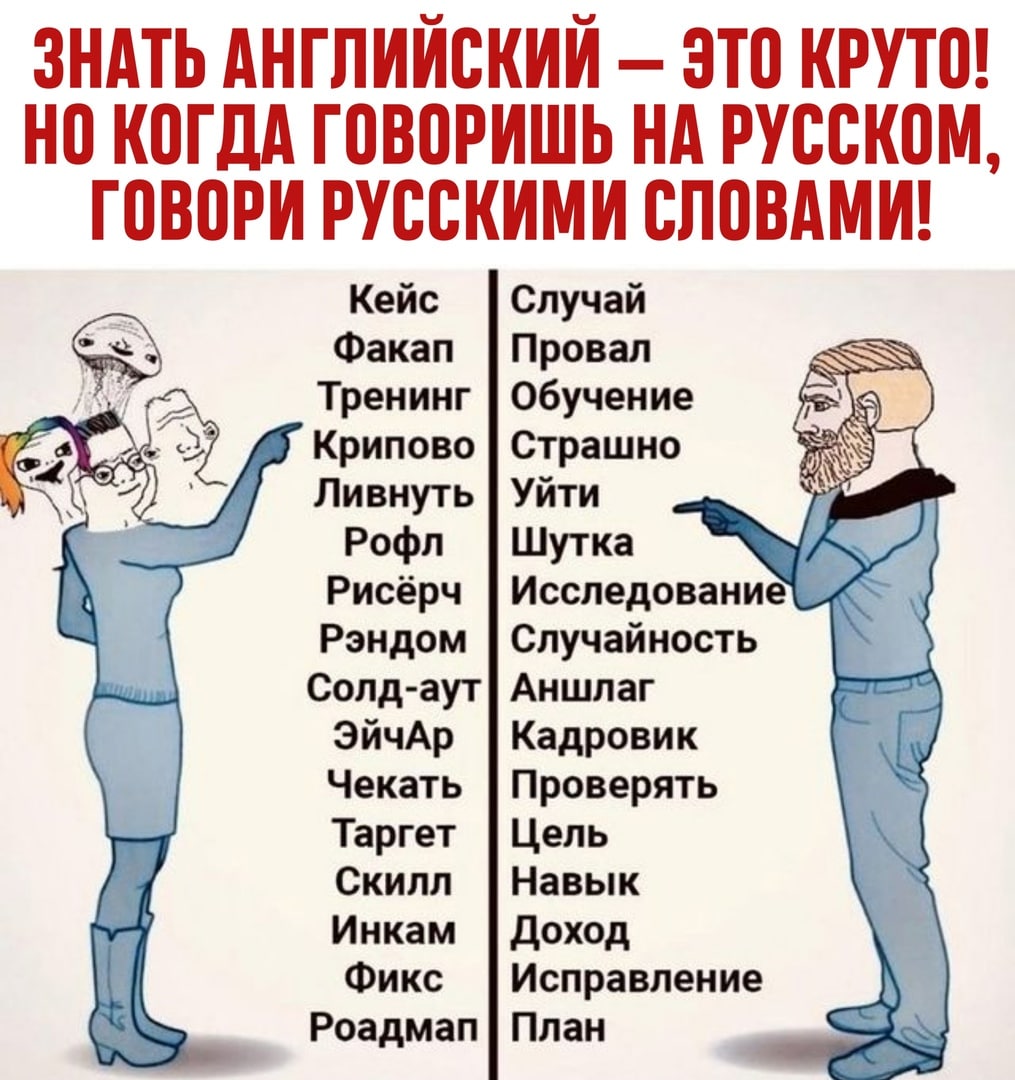 ЗНАТЬ АНГЛИЙСКИЙ – ЭТО КРУТО!
НО КОГДА ГОВОРИШЬ НА РУССКОМ,
ГОВОРИ РУССКИМИ СЛОВАМИ!
Кейс Случай
Факап Провал
Тренинг Обучение
Крипово Страшно
Ливнуть Уйти
Рофл Шутка
Рисёрч Исследование
Рэндом Случайность
Солд-аут Аншлаг
ЭйчАр Кадровик
Чекать Проверять
Таргет Цель
Скилл Навык
Инкам Доход
Фикс Исправление
Роадмап План